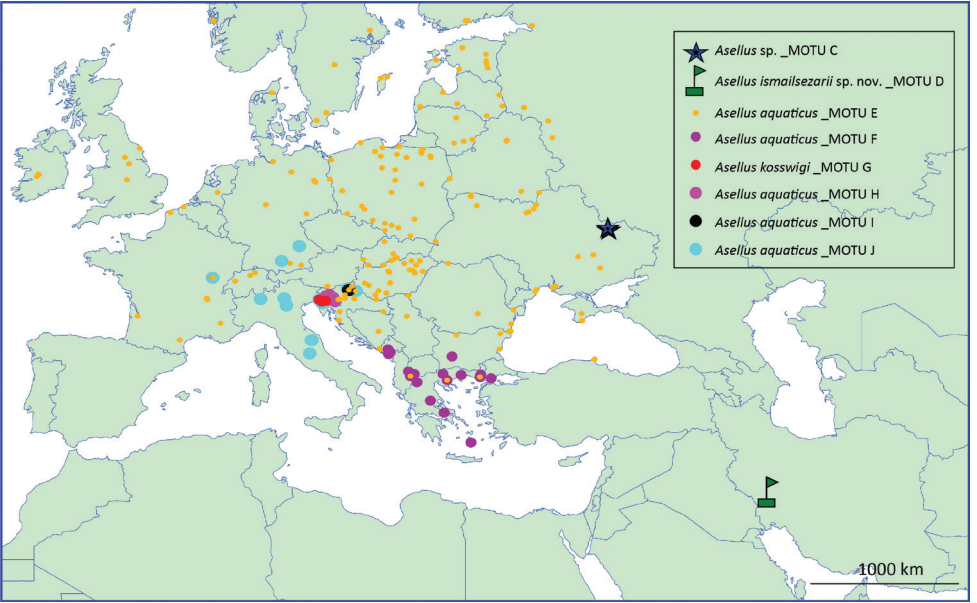 Asellus sp. _MOTU C
Asellus ismailsezarii sp. nov. _MOTU D
Asellus aquaticus _MOTU E
Asellus aquaticus _MOTU F
Asellus kosswigi _MOTU G
Asellus aquaticus _MOTU H
Asellus aquaticus _MOTU I
Asellus aquaticus _MOTU J
1000 km